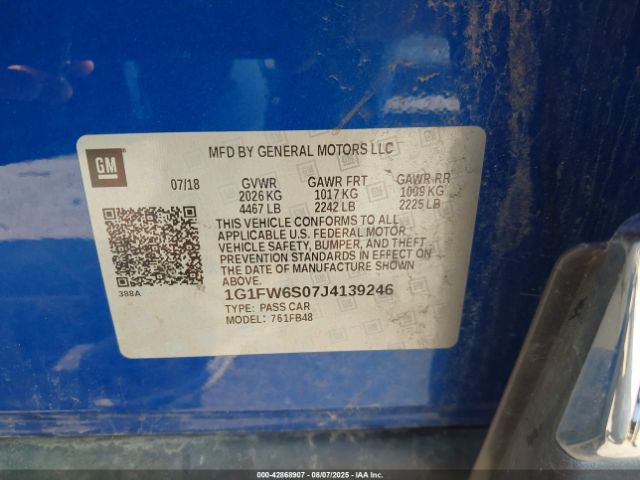 GM
MFD BY GENERAL MOTORS LLC
07/18 GVWR GAWR FRT GAWR RR
2026 KG 1017 KG 1009 KG
4467 LB 2242 LB 2225 LB
THIS VEHICLE CONFORMS TO ALL
APPLICABLE U.S. FEDERAL MOTOR
VEHICLE SAFETY, BUMPER, AND THEFT
PREVENTION STANDARDS IN EFFECT ON
THE DATE OF MANUFACTURE SHOWN
ABOVE.
388A
1G1FW6S07J4139246
TYPE: PASS CAR
MODEL: 761FB48
000-42868907 - 08/07/2025 - IAAI.COM